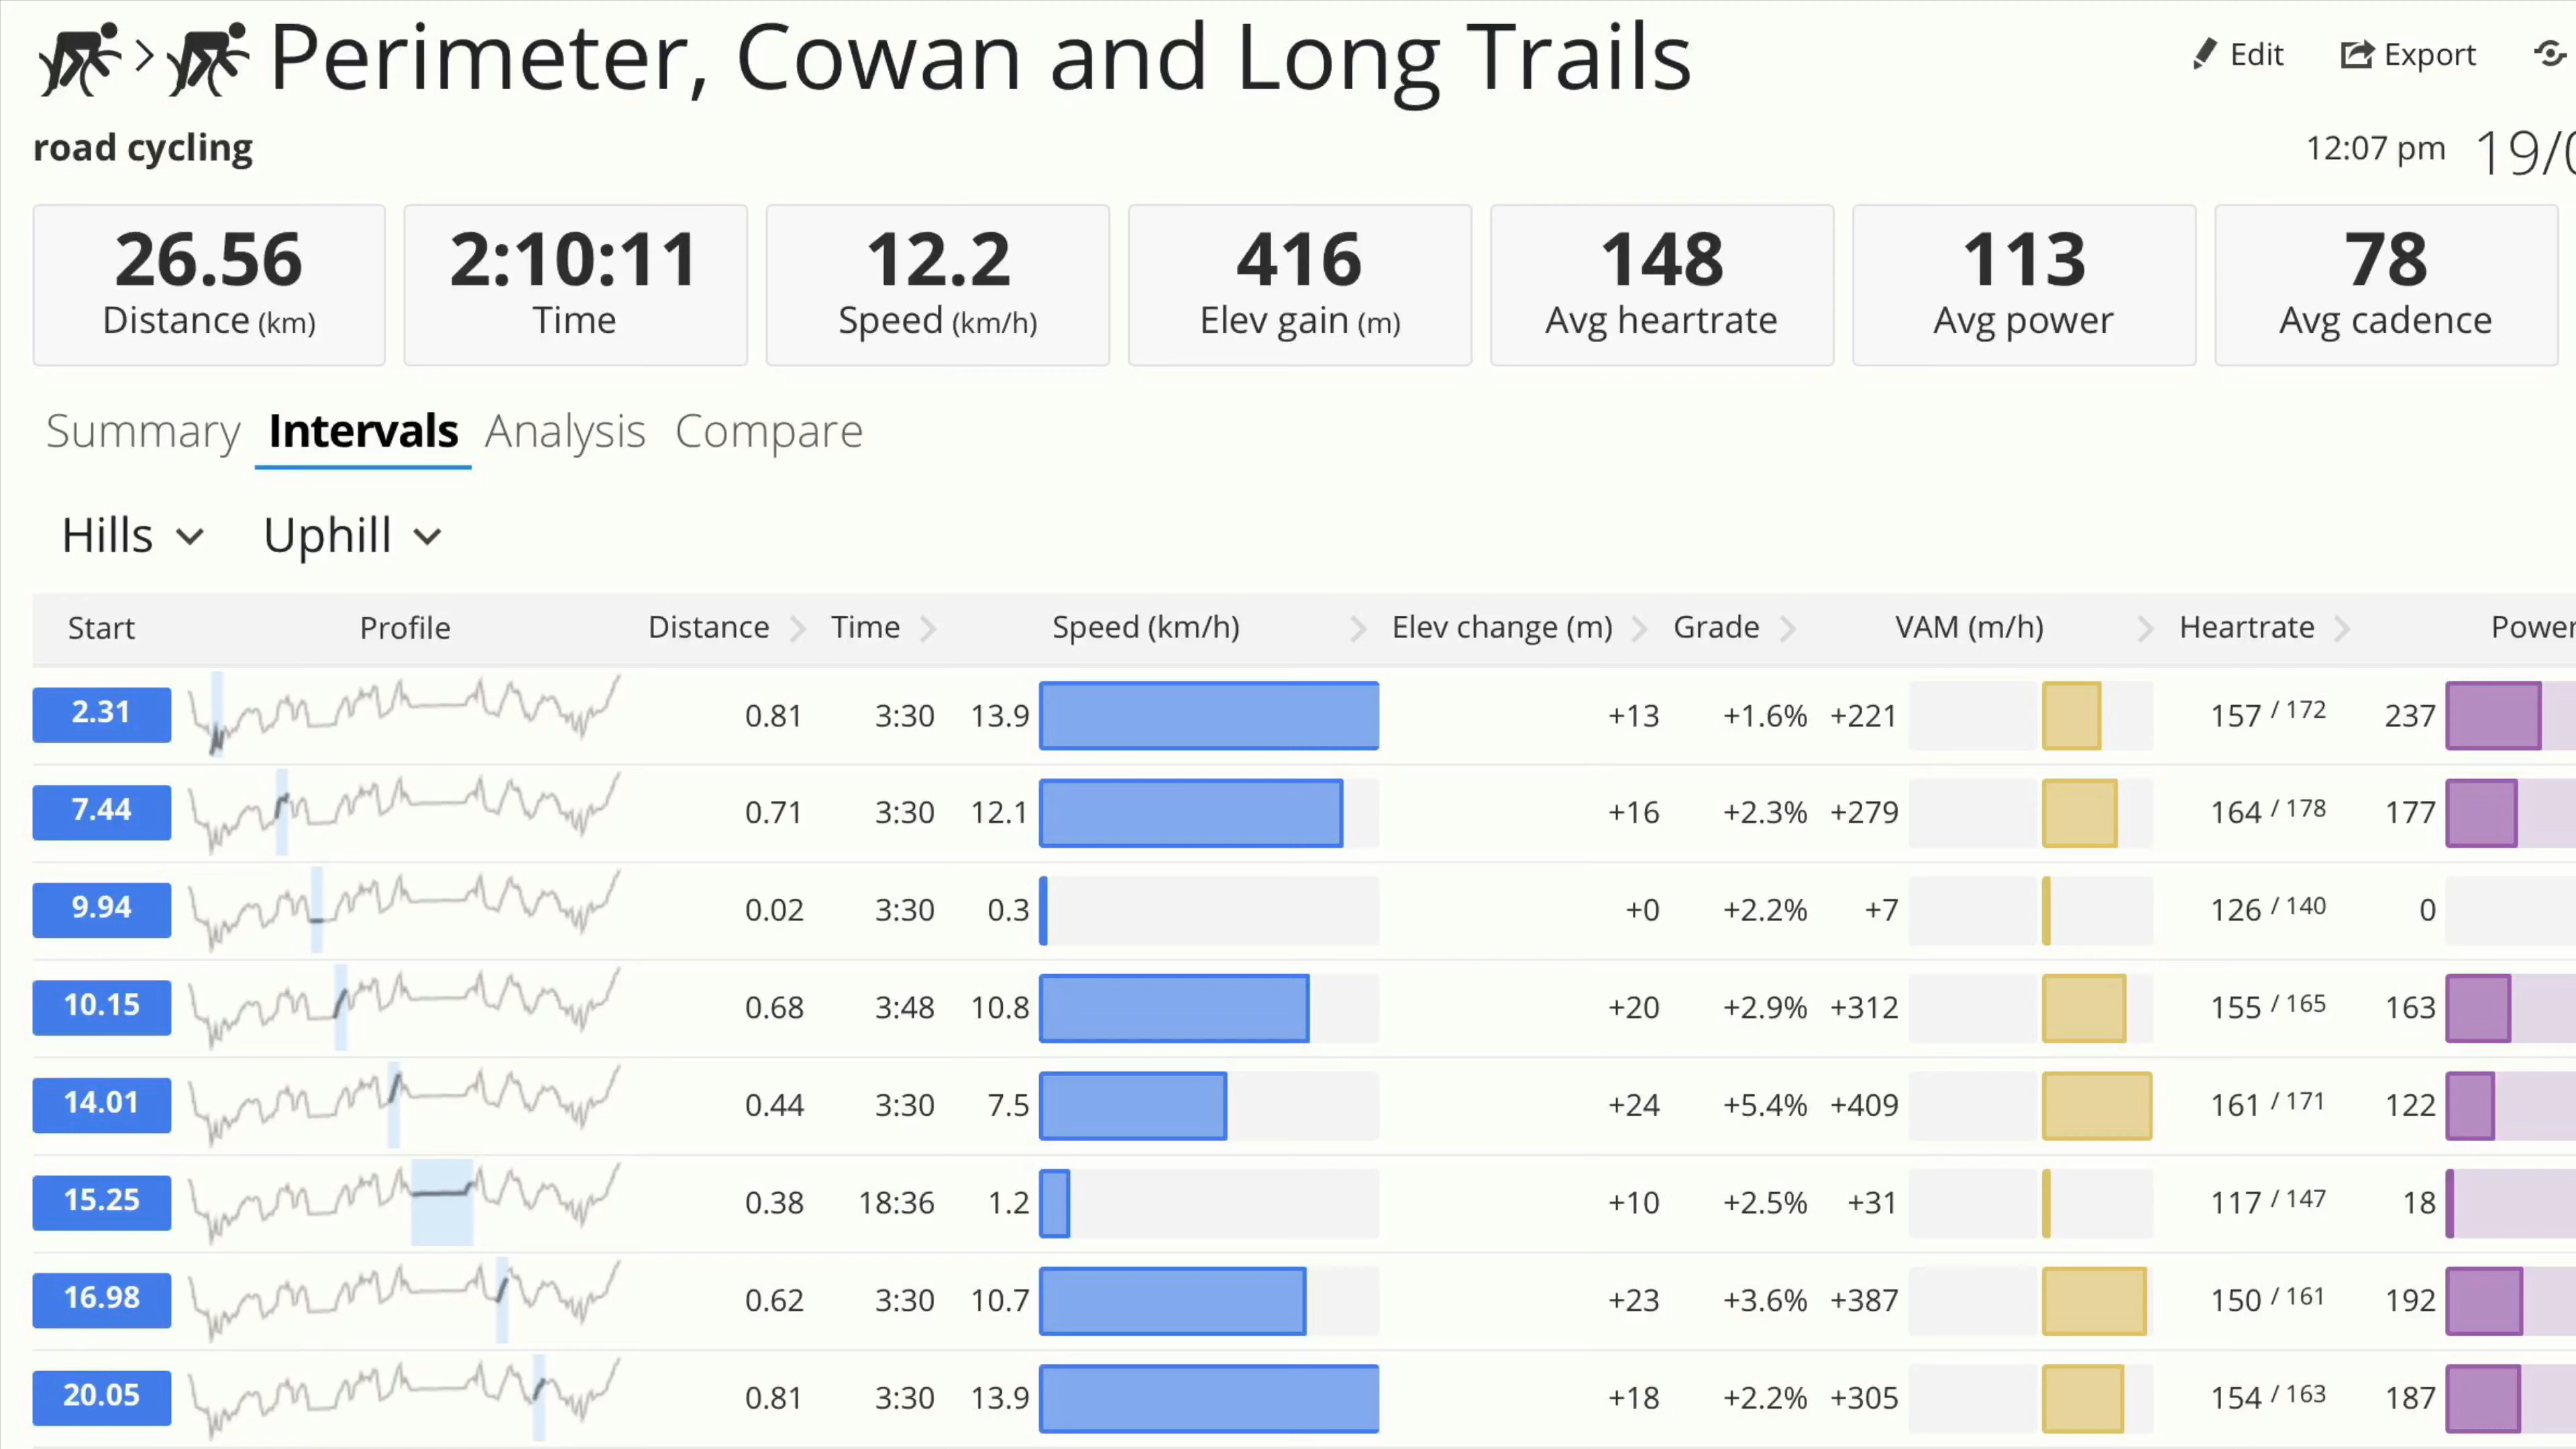 Perimeter, Cowan and Long Trails
Edit Export
road cycling
12:07 pm
26.56 2:10:11 12.2 416 148 113 78
Distance (km) Time Speed (km/h) Elev gain (m) Avg heartrate Avg power Avg cadence
Summary Intervals Analysis Compare
Hills Uphill
Start Profile Distance Time Speed (km/h) Elev change (m) Grade VAM (m/h) Heartrate Power
2.31 0.81 3:30 13.9 +13 +1.6% +221 157 / 172 237
7.44 0.71 3:30 12.1 +16 +2.3% +279 164 / 178 177
9.94 0.02 3:30 0.3 +0 +2.2% +7 126 / 140 0
10.15 0.68 3:48 10.8 +20 +2.9% +312 155 / 165 163
14.01 0.44 3:30 7.5 +24 +5.4% +409 161 / 171 122
15.25 0.38 18:36 1.2 +10 +2.5% +31 117 / 147 18
16.98 0.62 3:30 10.7 +23 +3.6% +387 150 / 161 192
20.05 0.81 3:30 13.9 +18 +2.2% +305 154 / 163 187